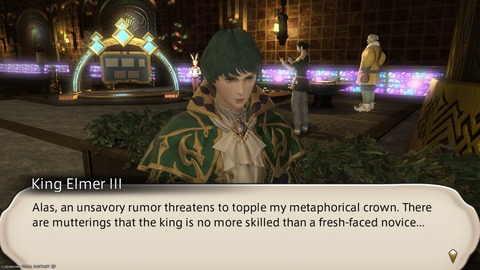 King Elmer III
Alas, an unsavory rumor threatens to topple my metaphorical crown. There
are mutterings that the king is no more skilled than a fresh-faced novice...